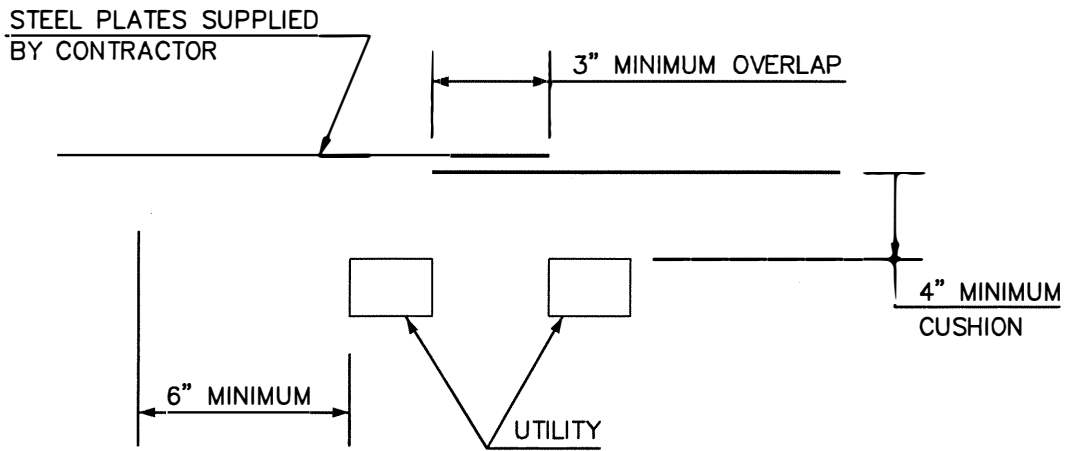 STEEL PLATES SUPPLIED
BY CONTRACTOR
3” MINIMUM OVERLAP
4” MINIMUM
CUSHION
6” MINIMUM
UTILITY